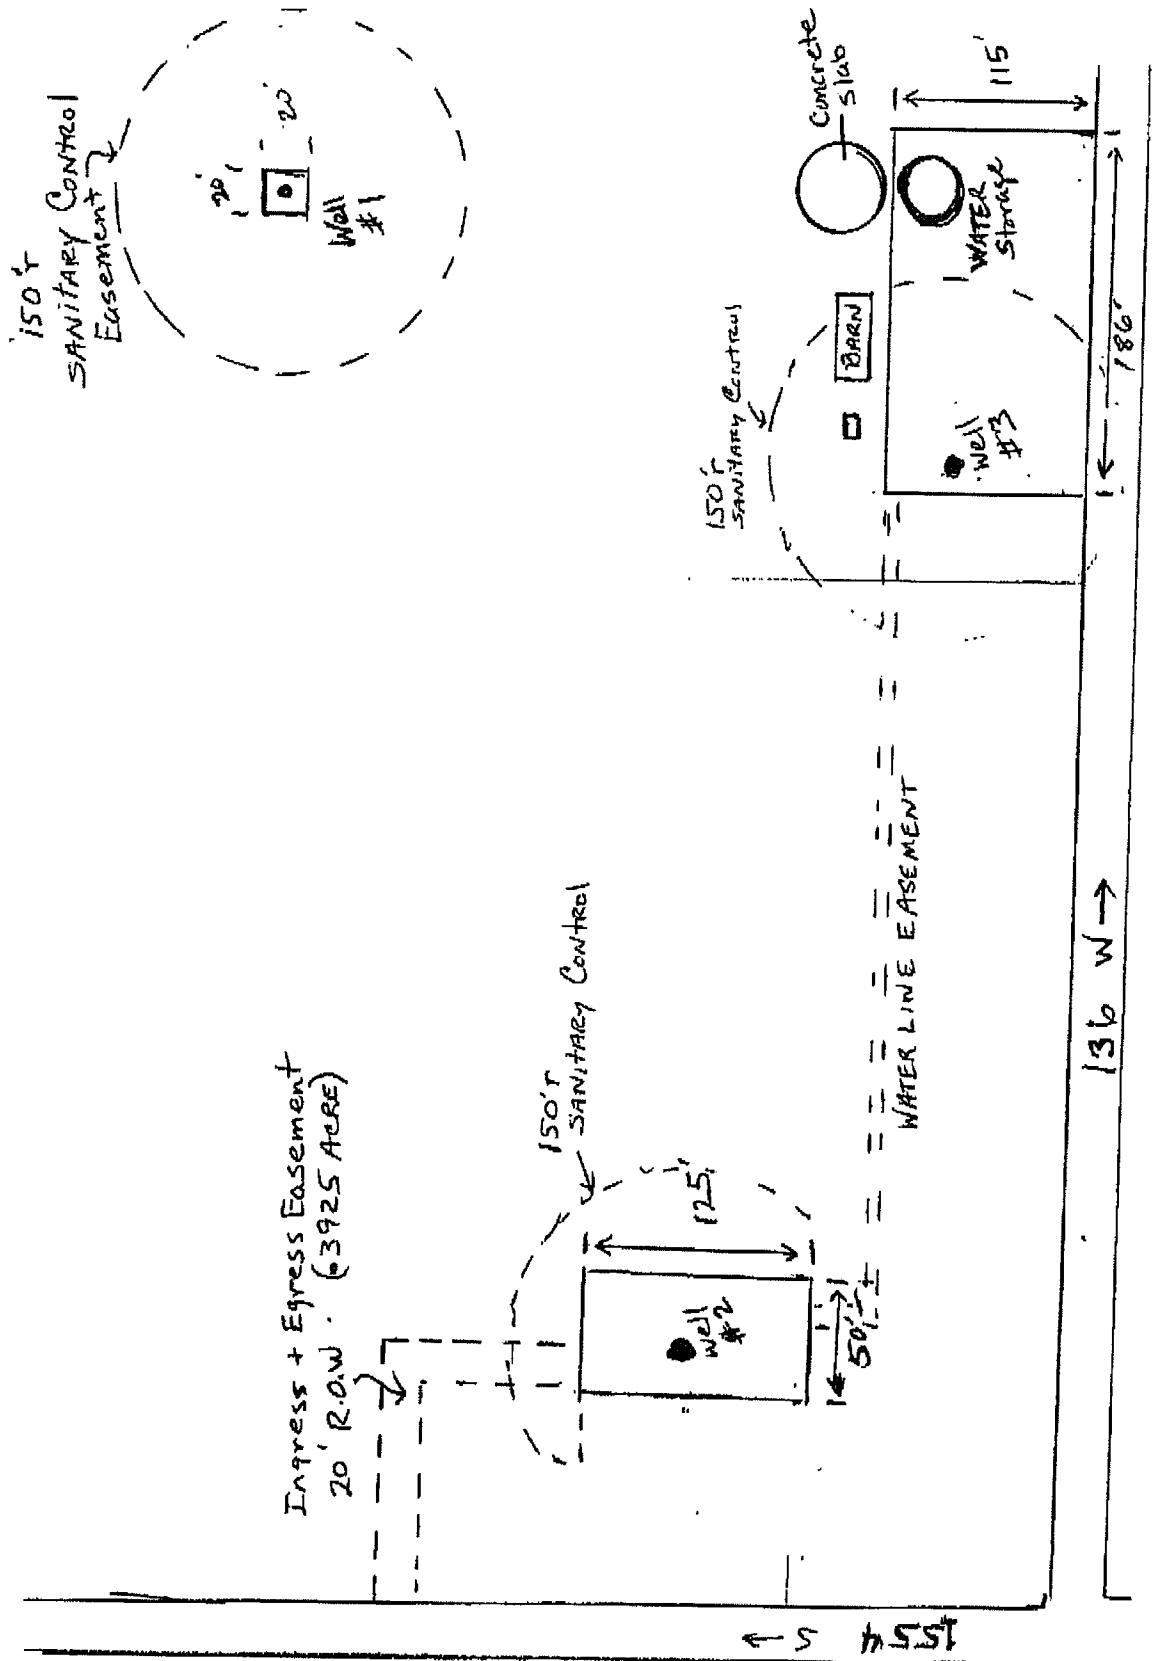 150'r
SANITARY CONTROL
Easement
20'
20'
Well
#1
Concrete
slab
115'
WATER
Storage
BARN
150'r
SANITARY CONTROL
Well
#3
186'
Ingress + Egress Easement
20' R.O.W. (.3925 ACRE)
150'r
SANITARY CONTROL
125'
Well
#2
50'
WATER LINE EASEMENT
136 W →
1554
S →